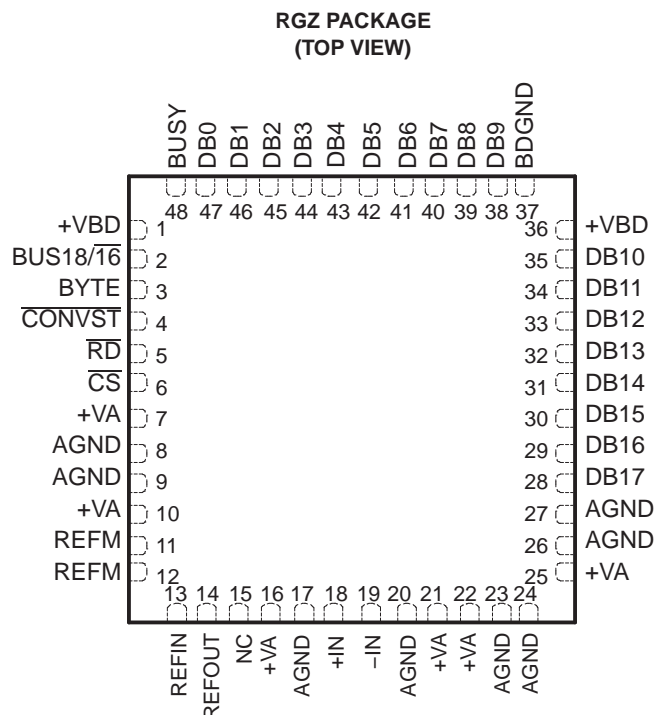 RGZ PACKAGE
(TOP VIEW)
BUSY DB0 DB1 DB2 DB3 DB4 DB5 DB6 DB7 DB8 DB9 BDGND
48 47 46 45 44 43 42 41 40 39 38 37
+VBD 1 36 +VBD
BUS18/1̅6̅ 2 35 DB10
BYTE 3 34 DB11
C̅O̅N̅V̅S̅T̅ 4 33 DB12
R̅D̅ 5 32 DB13
C̅S̅ 6 31 DB14
+VA 7 30 DB15
AGND 8 29 DB16
AGND 9 28 DB17
+VA 10 27 AGND
REFM 11 26 AGND
REFM 12 25 +VA
13 14 15 16 17 18 19 20 21 22 23 24
REFIN REFOUT NC +VA AGND +IN −IN AGND +VA +VA AGND AGND